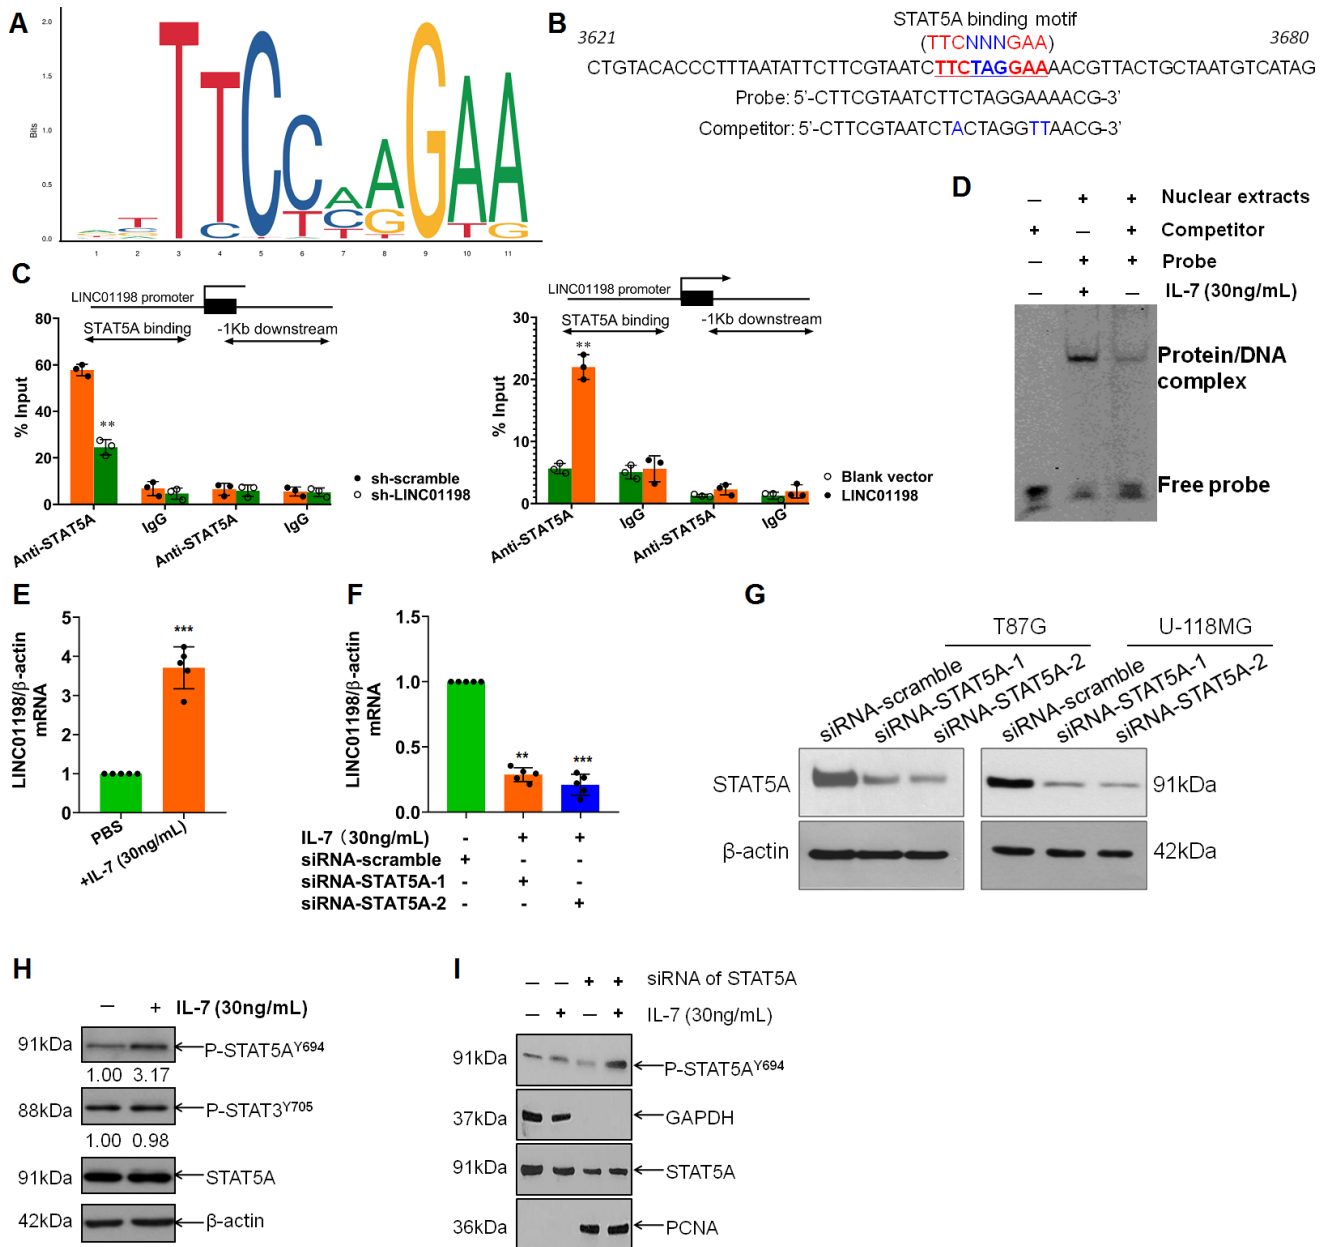 A
Bits
2.0
1.5
1.0
0.5
0.0
1 2 3 4 5 6 7 8 9 10 11
TTCCAAGAA
B
STAT5A binding motif
(TTCNNNGAA)
3621 3680
CTGTACACCCTTTAATATTCTTCGTAATCTTCTAGGAAAACGTTACTGCTAATGTCATAG
Probe: 5'-CTTCGTAATCTTCTAGGAAAACG-3'
Competitor: 5'-CTTCGTAATCTACTAGGTTAACG-3'
C
LINC01198 promoter
STAT5A binding
-1Kb downstream
% Input
80
60
40
20
0
**
Anti-STAT5A IgG Anti-STAT5A IgG
sh-scramble
sh-LINC01198
LINC01198 promoter
STAT5A binding
-1Kb downstream
% Input
30
20
10
0
**
Anti-STAT5A IgG Anti-STAT5A IgG
Blank vector
LINC01198
D
— + + Nuclear extracts
+ — + Competitor
— + + Probe
— + — IL-7 (30ng/mL)
Protein/DNA
complex
Free probe
E
LINC01198/β-actin
mRNA
5
4
3
2
1
0
***
PBS
+IL-7 (30ng/mL)
F
LINC01198/β-actin
mRNA
1.5
1.0
0.5
0.0
** ***
IL-7 (30ng/mL) - + +
siRNA-scramble + - -
siRNA-STAT5A-1 - + -
siRNA-STAT5A-2 - - +
G
T87G U-118MG
siRNA-scramble siRNA-STAT5A-1 siRNA-STAT5A-2 siRNA-scramble siRNA-STAT5A-1 siRNA-STAT5A-2
STAT5A 91kDa
β-actin 42kDa
H
— + IL-7 (30ng/mL)
91kDa P-STAT5A Y694
1.00 3.17
88kDa P-STAT3 Y705
1.00 0.98
91kDa STAT5A
42kDa β-actin
I
— — + + siRNA of STAT5A
— + — + IL-7 (30ng/mL)
91kDa P-STAT5A Y694
37kDa GAPDH
91kDa STAT5A
36kDa PCNA